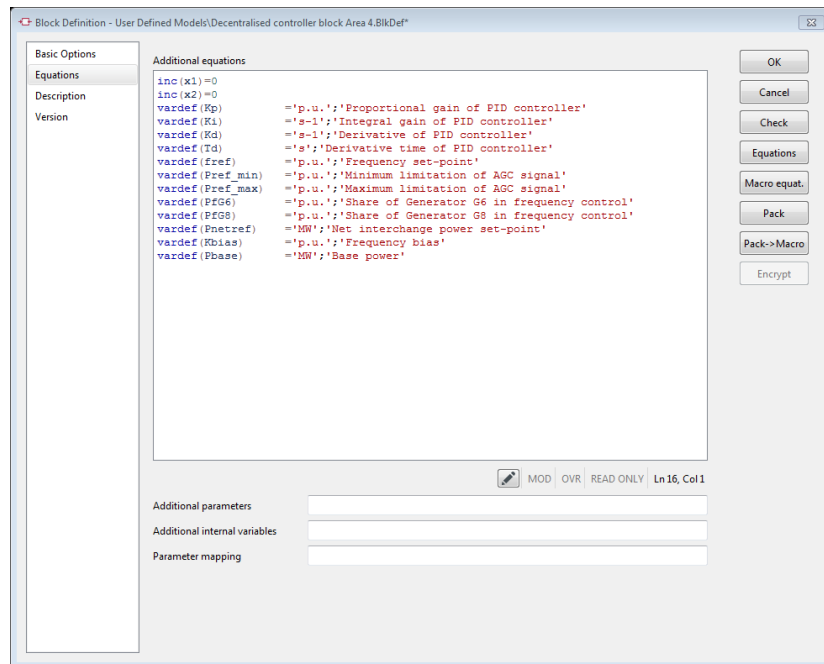 Block Definition - User Defined Models\Decentralised controller block Area 4.BlkDef*
Basic Options
Equations
Description
Version
Additional equations
inc(x1)=0
inc(x2)=0
vardef(Kp) ='p.u.';'Proportional gain of PID controller'
vardef(Ki) ='s-1';'Integral gain of PID controller'
vardef(Kd) ='s-1';'Derivative of PID controller'
vardef(Td) ='s';'Derivative time of PID controller'
vardef(fref) ='p.u.';'Frequency set-point'
vardef(Pref_min) ='p.u.';'Minimum limitation of AGC signal'
vardef(Pref_max) ='p.u.';'Maximum limitation of AGC signal'
vardef(PfG6) ='p.u.';'Share of Generator G6 in frequency control'
vardef(PfG8) ='p.u.';'Share of Generator G8 in frequency control'
vardef(Pnetref) ='MW';'Net interchange power set-point'
vardef(Kbias) ='p.u.';'Frequency bias'
vardef(Pbase) ='MW';'Base power'
MOD OVR READ ONLY Ln 16, Col 1
Additional parameters
Additional internal variables
Parameter mapping
OK
Cancel
Check
Equations
Macro equat.
Pack
Pack->Macro
Encrypt